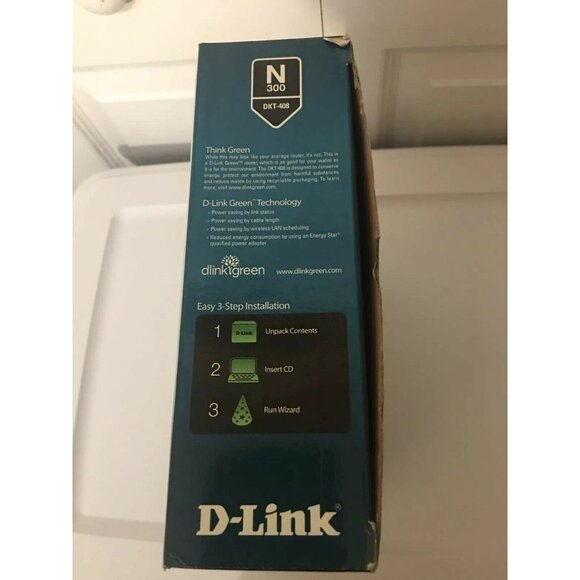 N
300
DKT-408
Think Green
While this may look like your average router, it's not. This is
a D-Link Green™ router, which is as good for your wallet as
it is for the environment. The DKT-408 is designed to conserve
energy, protect our environment from harmful substances
and reduce waste by using recyclable packaging. To learn
more, visit www.dlinkgreen.com.
D-Link Green™ Technology
- Power saving by link status
- Power saving by cable length
- Power saving by wireless LAN scheduling
- Reduced energy consumption by using an Energy Star®
qualified power adapter
dlinkgreen www.dlinkgreen.com
Easy 3-Step Installation
1 D-Link Unpack Contents
2 Insert CD
3 Run Wizard
D-Link®